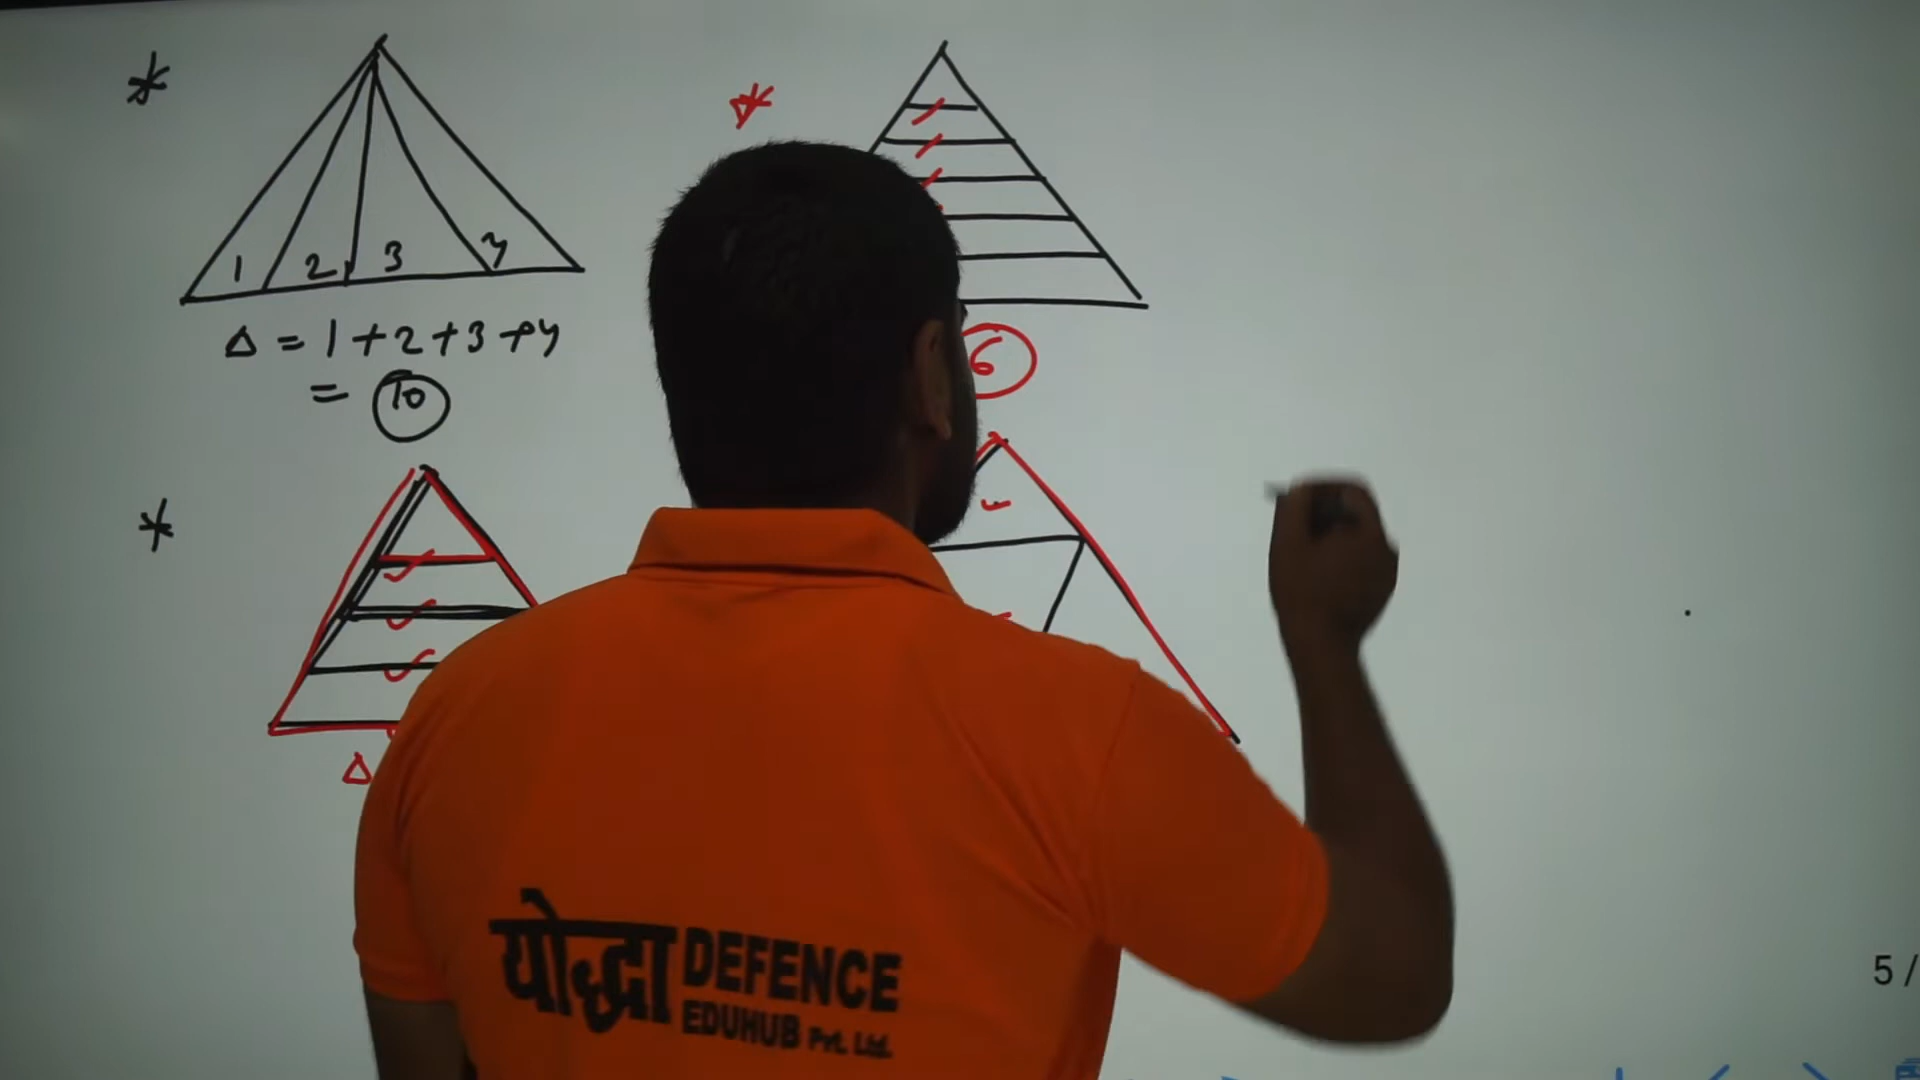 *
*
1 2 3 4
Δ = 1 + 2 + 3 + 4
= 10
6
*
Δ
योद्धा DEFENCE
EDUHUB Pvt. Ltd.
5 /